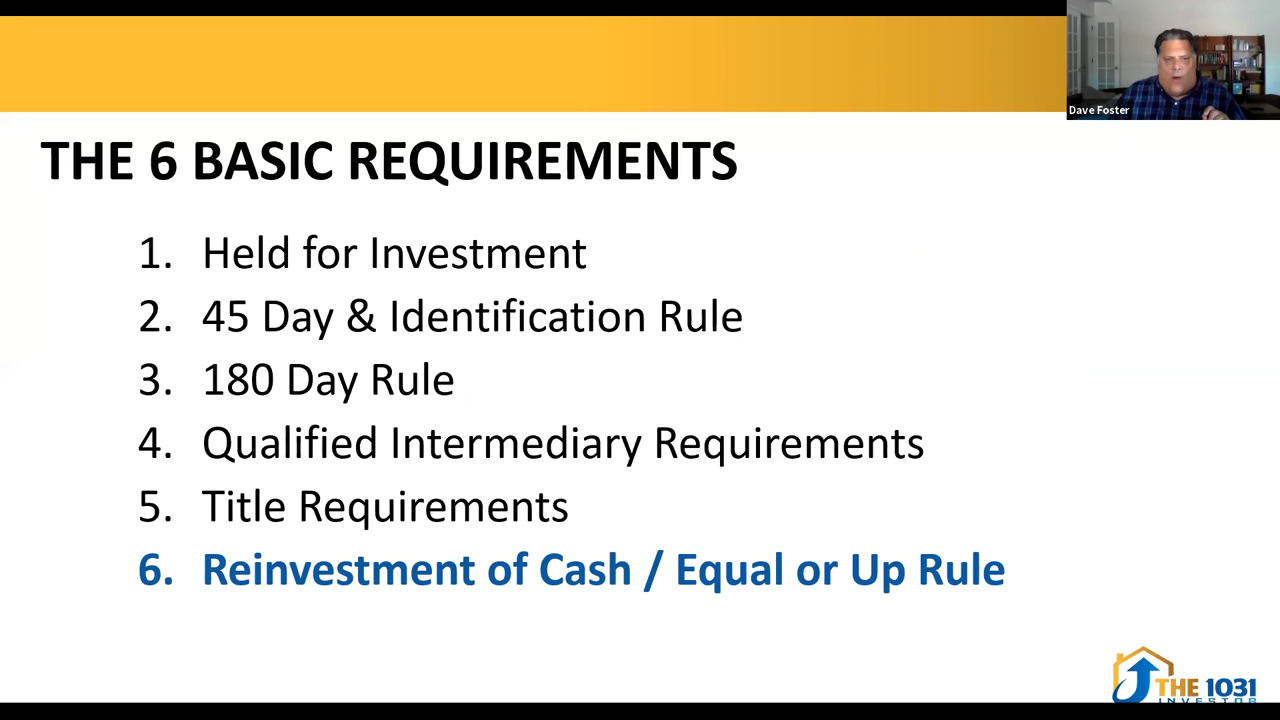 Dave Foster
THE 6 BASIC REQUIREMENTS
1. Held for Investment
2. 45 Day & Identification Rule
3. 180 Day Rule
4. Qualified Intermediary Requirements
5. Title Requirements
6. Reinvestment of Cash / Equal or Up Rule
THE 1031
INVESTOR